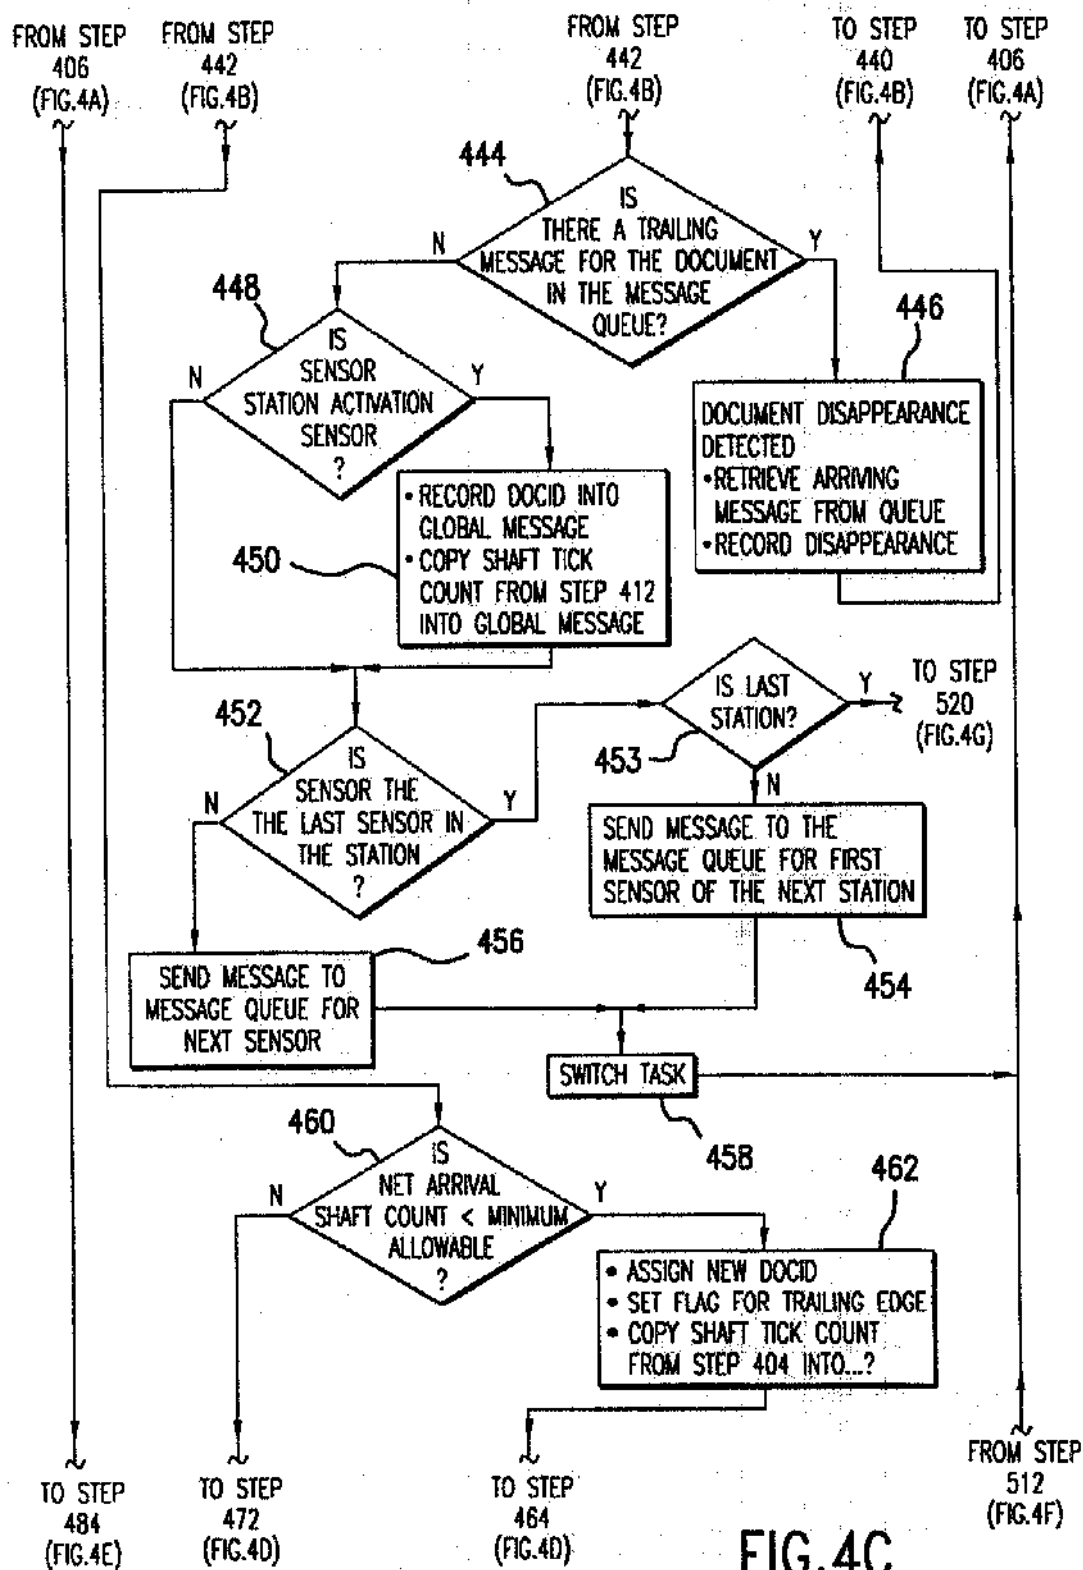 FROM STEP
406
(FIG.4A)
FROM STEP
442
(FIG.4B)
FROM STEP
442
(FIG.4B)
TO STEP
440
(FIG.4B)
TO STEP
406
(FIG.4A)
444
IS
THERE A TRAILING
MESSAGE FOR THE DOCUMENT
IN THE MESSAGE
QUEUE?
N
Y
448
IS
SENSOR
STATION ACTIVATION
SENSOR
?
N
Y
446
DOCUMENT DISAPPEARANCE
DETECTED
•RETRIEVE ARRIVING
MESSAGE FROM QUEUE
•RECORD DISAPPEARANCE
450
• RECORD DOCID INTO
GLOBAL MESSAGE
• COPY SHAFT TICK
COUNT FROM STEP 412
INTO GLOBAL MESSAGE
452
IS
SENSOR THE
THE LAST SENSOR IN
THE STATION
?
N
Y
IS LAST
STATION?
453
Y
N
TO STEP
520
(FIG.4G)
SEND MESSAGE TO THE
MESSAGE QUEUE FOR FIRST
SENSOR OF THE NEXT STATION
454
456
SEND MESSAGE TO
MESSAGE QUEUE FOR
NEXT SENSOR
SWITCH TASK
458
460
IS
NET ARRIVAL
SHAFT COUNT < MINIMUM
ALLOWABLE
?
N
Y
462
• ASSIGN NEW DOCID
• SET FLAG FOR TRAILING EDGE
• COPY SHAFT TICK COUNT
FROM STEP 404 INTO...?
TO STEP
484
(FIG.4E)
TO STEP
472
(FIG.4D)
TO STEP
464
(FIG.4D)
FROM STEP
512
(FIG.4F)
FIG.4C